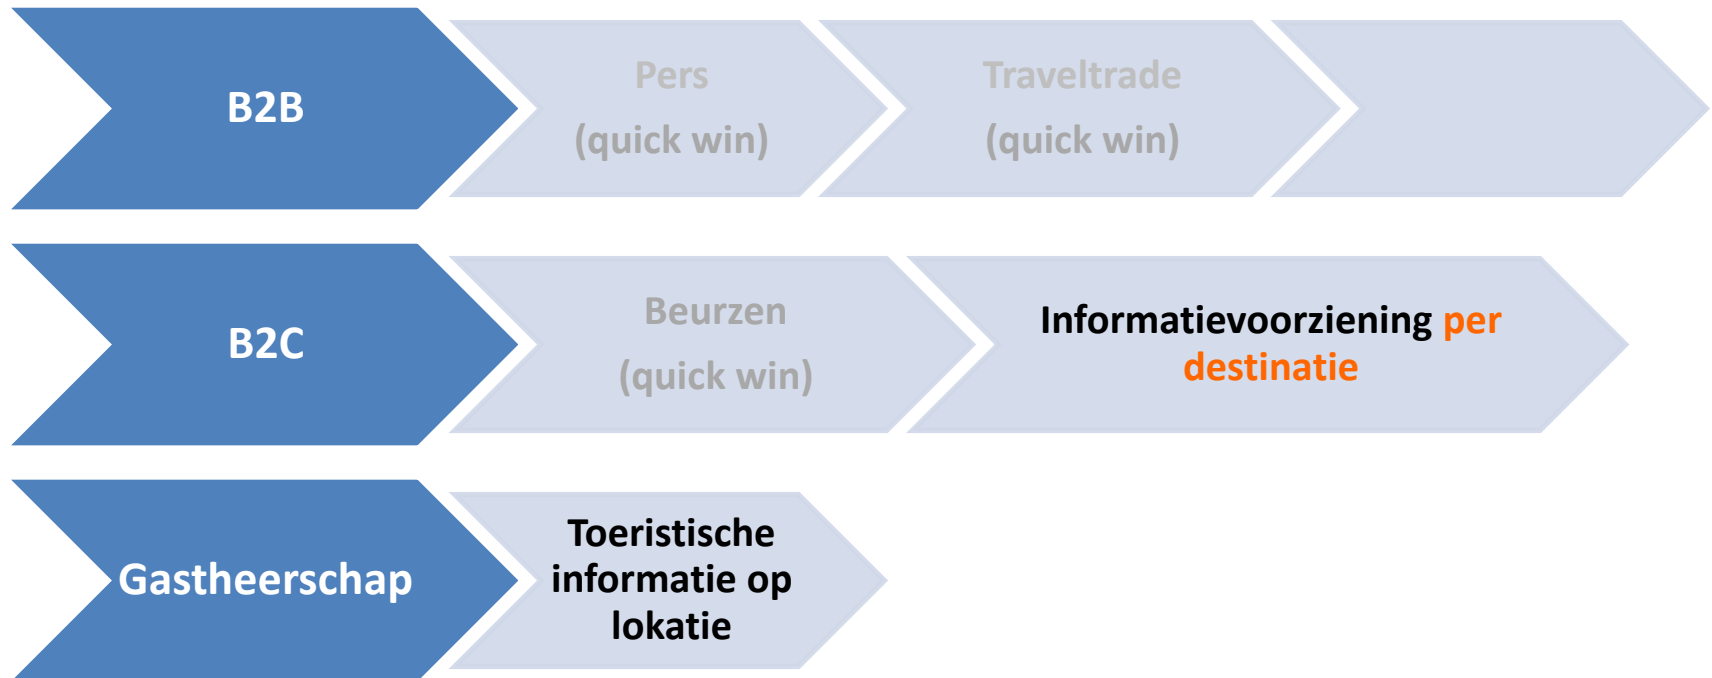 B2B
Pers
(quick win)
Traveltrade
(quick win)
B2C
Beurzen
(quick win)
Informatievoorziening per
destinatie
Gastheerschap
Toeristische
informatie op
lokatie